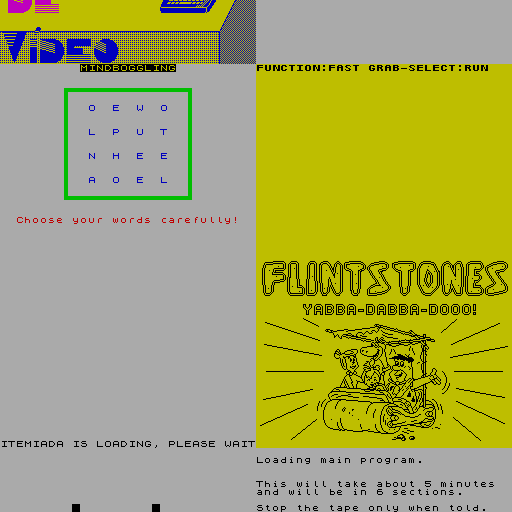 DE
VíDEO
MINDBOGGLING
O E W O
L P U T
N H E E
A O E L
Choose your words carefully!
ITEMIADA IS LOADING, PLEASE WAIT
FUNCTION:FAST GRAB-SELECT:RUN
FLINTSTONES
YABBA-DABBA-DOOO!
Loading main program.
This will take about 5 minutes
and will be in 6 sections.
Stop the tape only when told.